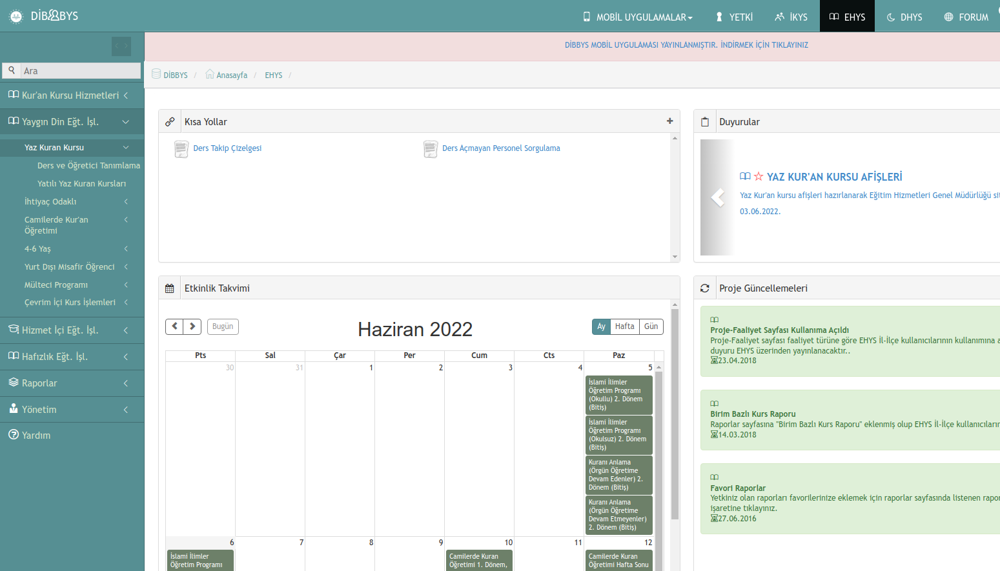 DİBBYS
MOBİL UYGULAMALAR
YETKİ
İKYS
EHYS
DHYS
FORUM
DİBBYS MOBİL UYGULAMASI YAYINLANMIŞTIR. İNDİRMEK İÇİN TIKLAYINIZ
Ara
DİBBYS / Anasayfa / EHYS /
Kur'an Kursu Hizmetleri
Yaygın Din Eğt. İşl.
Yaz Kuran Kursu
Ders ve Öğretici Tanımlama
Yatılı Yaz Kuran Kursları
İhtiyaç Odaklı
Camilerde Kur'an
Öğretimi
4-6 Yaş
Yurt Dışı Misafir Öğrenci
Mülteci Programı
Çevrim İçi Kurs İşlemleri
Hizmet İçi Eğt. İşl.
Hafızlık Eğt. İşl.
Raporlar
Yönetim
Yardım
Kısa Yollar
Ders Takip Çizelgesi
Ders Açmayan Personel Sorgulama
Duyurular
YAZ KUR'AN KURSU AFİŞLERİ
Yaz Kur'an kursu afişleri hazırlanarak Eğitim Hizmetleri Genel Müdürlüğü sit
03.06.2022.
Etkinlik Takvimi
Bugün
Haziran 2022
Ay Hafta Gün
Pts Sal Çar Per Cum Cts Paz
30 31 1 2 3 4 5
İslami İlimler
Öğretim Programı
(Okullu) 2. Dönem
(Bitiş)
İslami İlimler
Öğretim Programı
(Okulsuz) 2. Dönem
(Bitiş)
Kuranı Anlama
(Örgün Öğretime
Devam Edenler) 2.
Dönem (Bitiş)
Kuranı Anlama
(Örgün Öğretime
Devam Etmeyenler)
2. Dönem (Bitiş)
6 7 8 9 10 11 12
İslami İlimler
Öğretim Programı
Camilerde Kuran
Öğretimi 1. Dönem,
Camilerde Kuran
Öğretimi Hafta Sonu
Proje Güncellemeleri
Proje-Faaliyet Sayfası Kullanıma Açıldı
Proje-Faaliyet sayfası faaliyet türüne göre EHYS İl-İlçe kullanıcılarının kullanımına a
duyuru EHYS üzerinden yayınlanacaktır..
23.04.2018
Birim Bazlı Kurs Raporu
Raporlar sayfasına "Birim Bazlı Kurs Raporu" eklenmiş olup EHYS İl-İlçe kullanıcıların
14.03.2018
Favori Raporlar
Yetkiniz olan raporları favorilerinize eklemek için raporlar sayfasında listenen rapor
işaretine tıklayınız.
27.06.2016